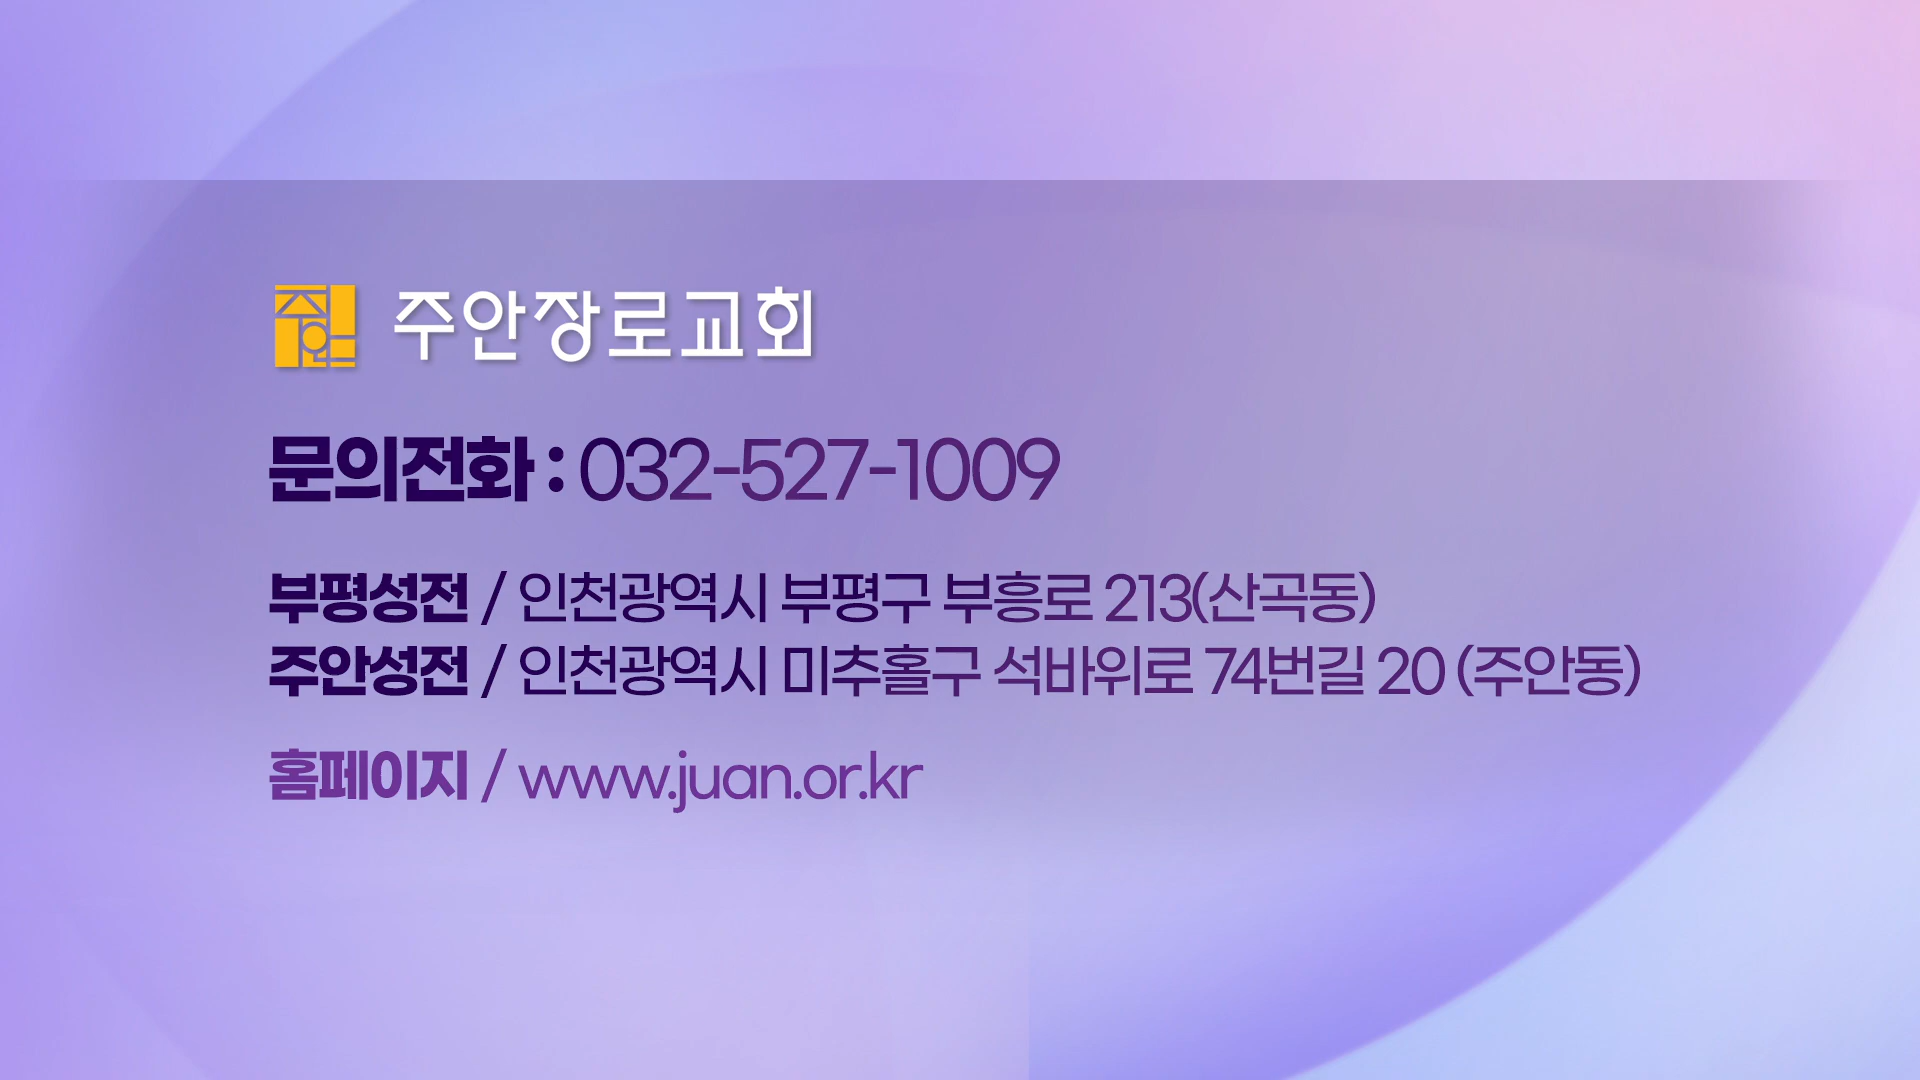 주안장로교회
문의전화 : 032-527-1009
부평성전 / 인천광역시 부평구 부흥로 213(산곡동)
주안성전 / 인천광역시 미추홀구 석바위로 74번길 20 (주안동)
홈페이지 / www.juan.or.kr